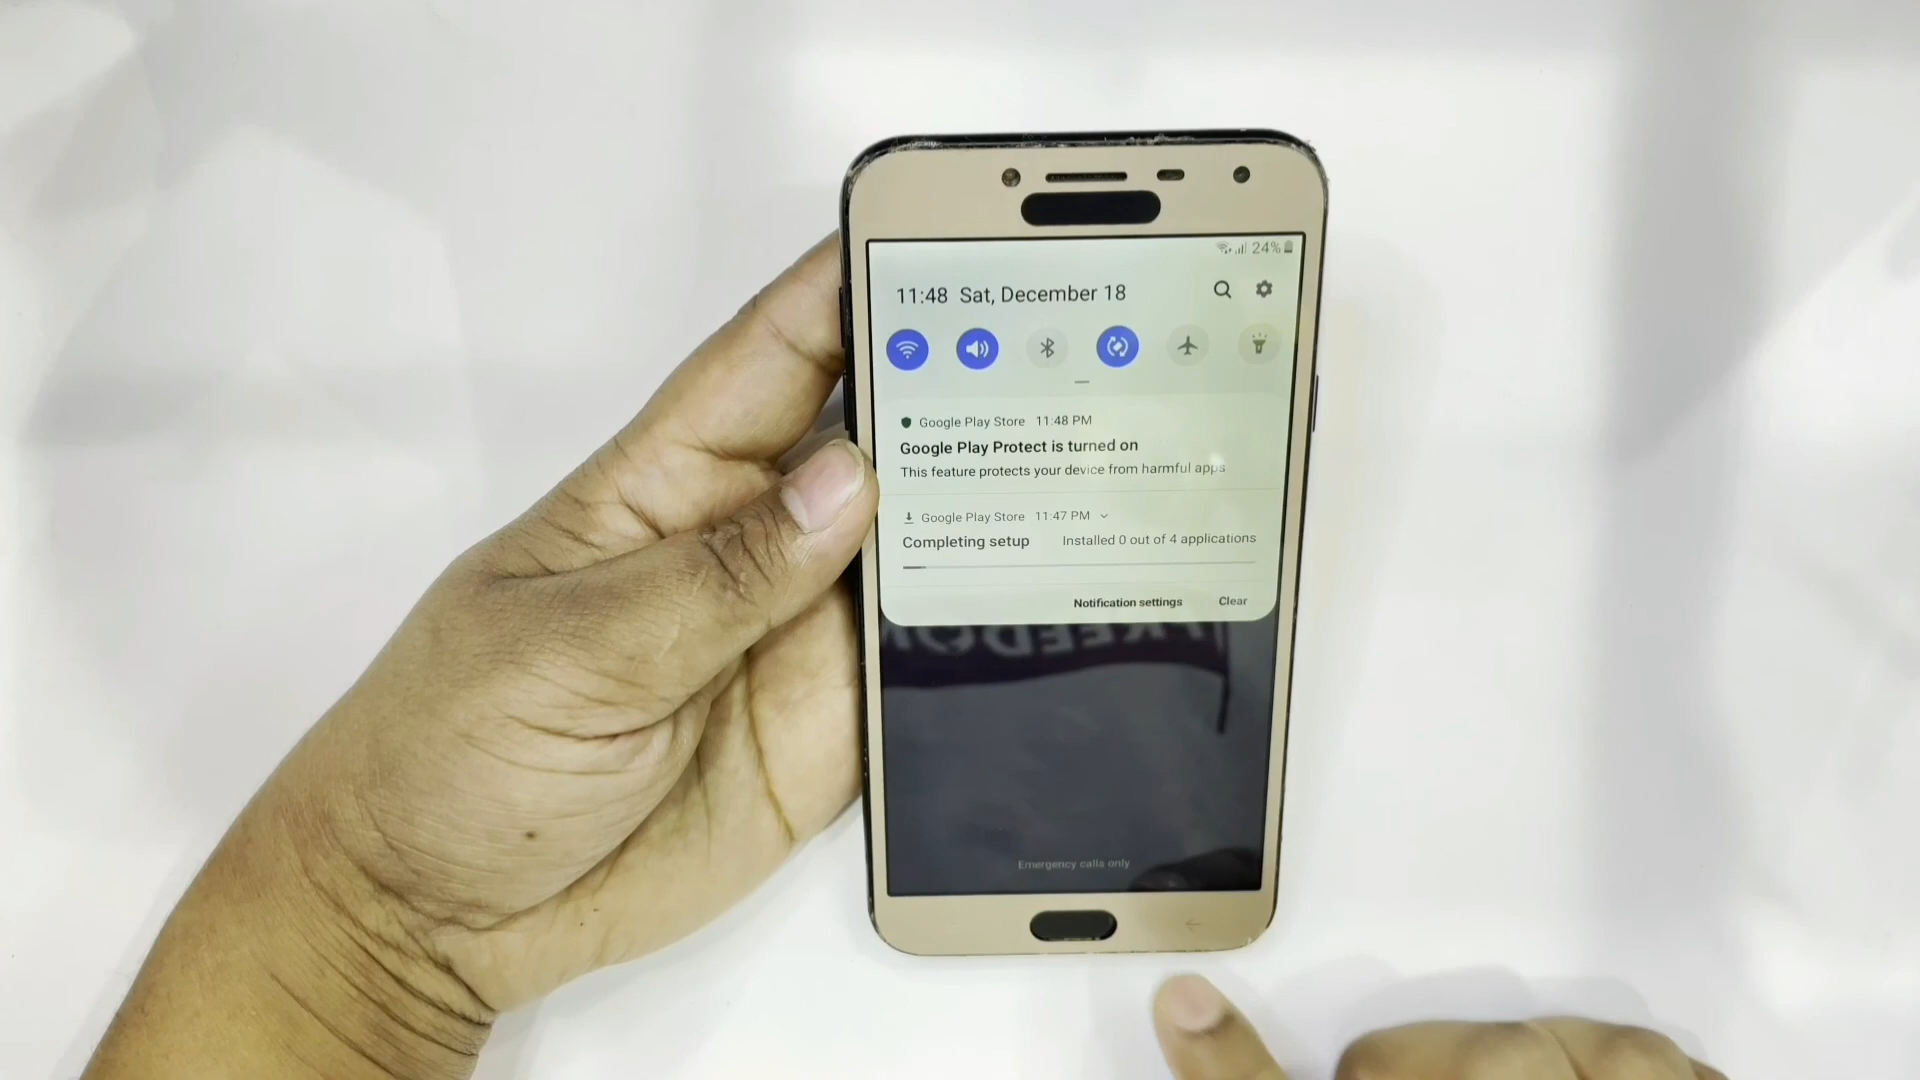 24%
11:48 Sat, December 18
Google Play Store 11:48 PM
Google Play Protect is turned on
This feature protects your device from harmful apps
Google Play Store 11:47 PM
Completing setup Installed 0 out of 4 applications
Notification settings Clear
Emergency calls only